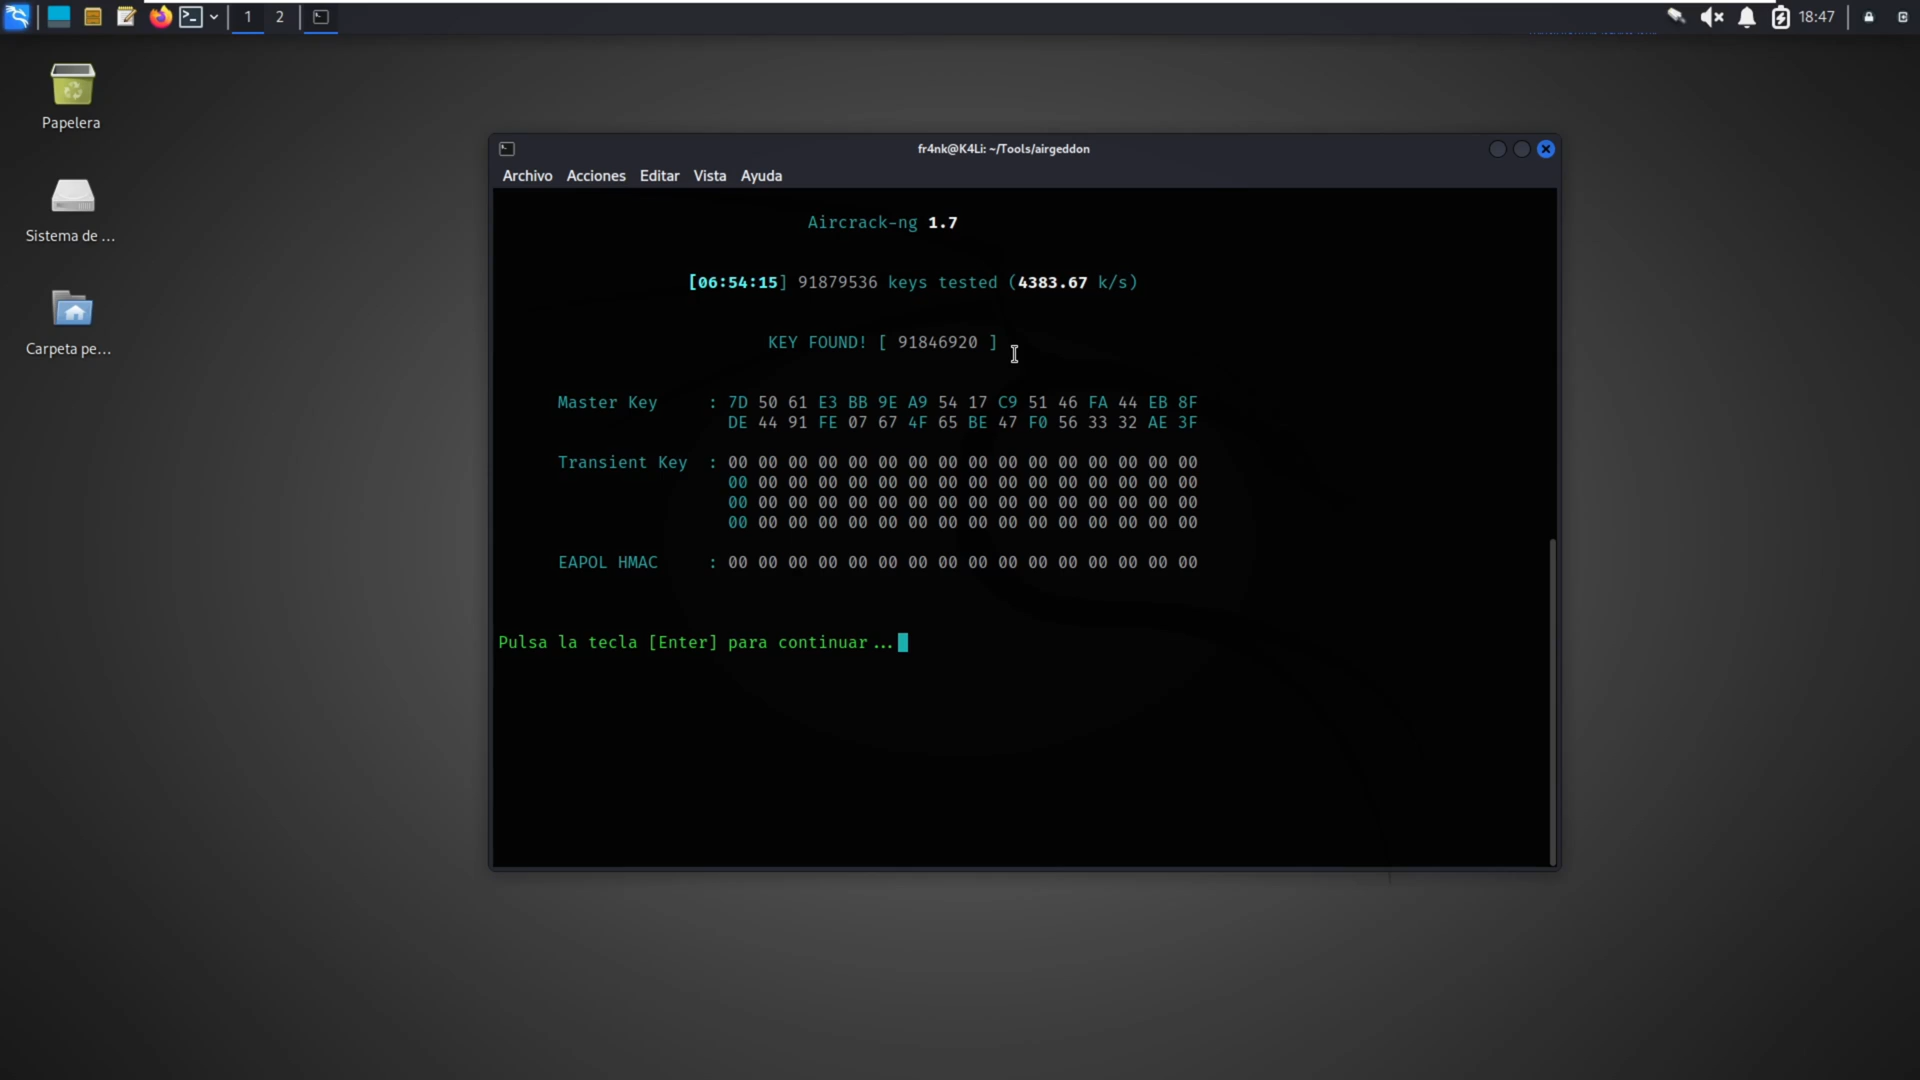 1 2 18:47
Papelera
Sistema de ...
Carpeta pe...
fr4nk@K4Li: ~/Tools/airgeddon
Archivo Acciones Editar Vista Ayuda
Aircrack-ng 1.7
[06:54:15] 91879536 keys tested (4383.67 k/s)
KEY FOUND! [ 91846920 ]
Master Key : 7D 50 61 E3 BB 9E A9 54 17 C9 51 46 FA 44 EB 8F
DE 44 91 FE 07 67 4F 65 BE 47 F0 56 33 32 AE 3F
Transient Key : 00 00 00 00 00 00 00 00 00 00 00 00 00 00 00 00
00 00 00 00 00 00 00 00 00 00 00 00 00 00 00 00
00 00 00 00 00 00 00 00 00 00 00 00 00 00 00 00
00 00 00 00 00 00 00 00 00 00 00 00 00 00 00 00
EAPOL HMAC : 00 00 00 00 00 00 00 00 00 00 00 00 00 00 00 00
Pulsa la tecla [Enter] para continuar...